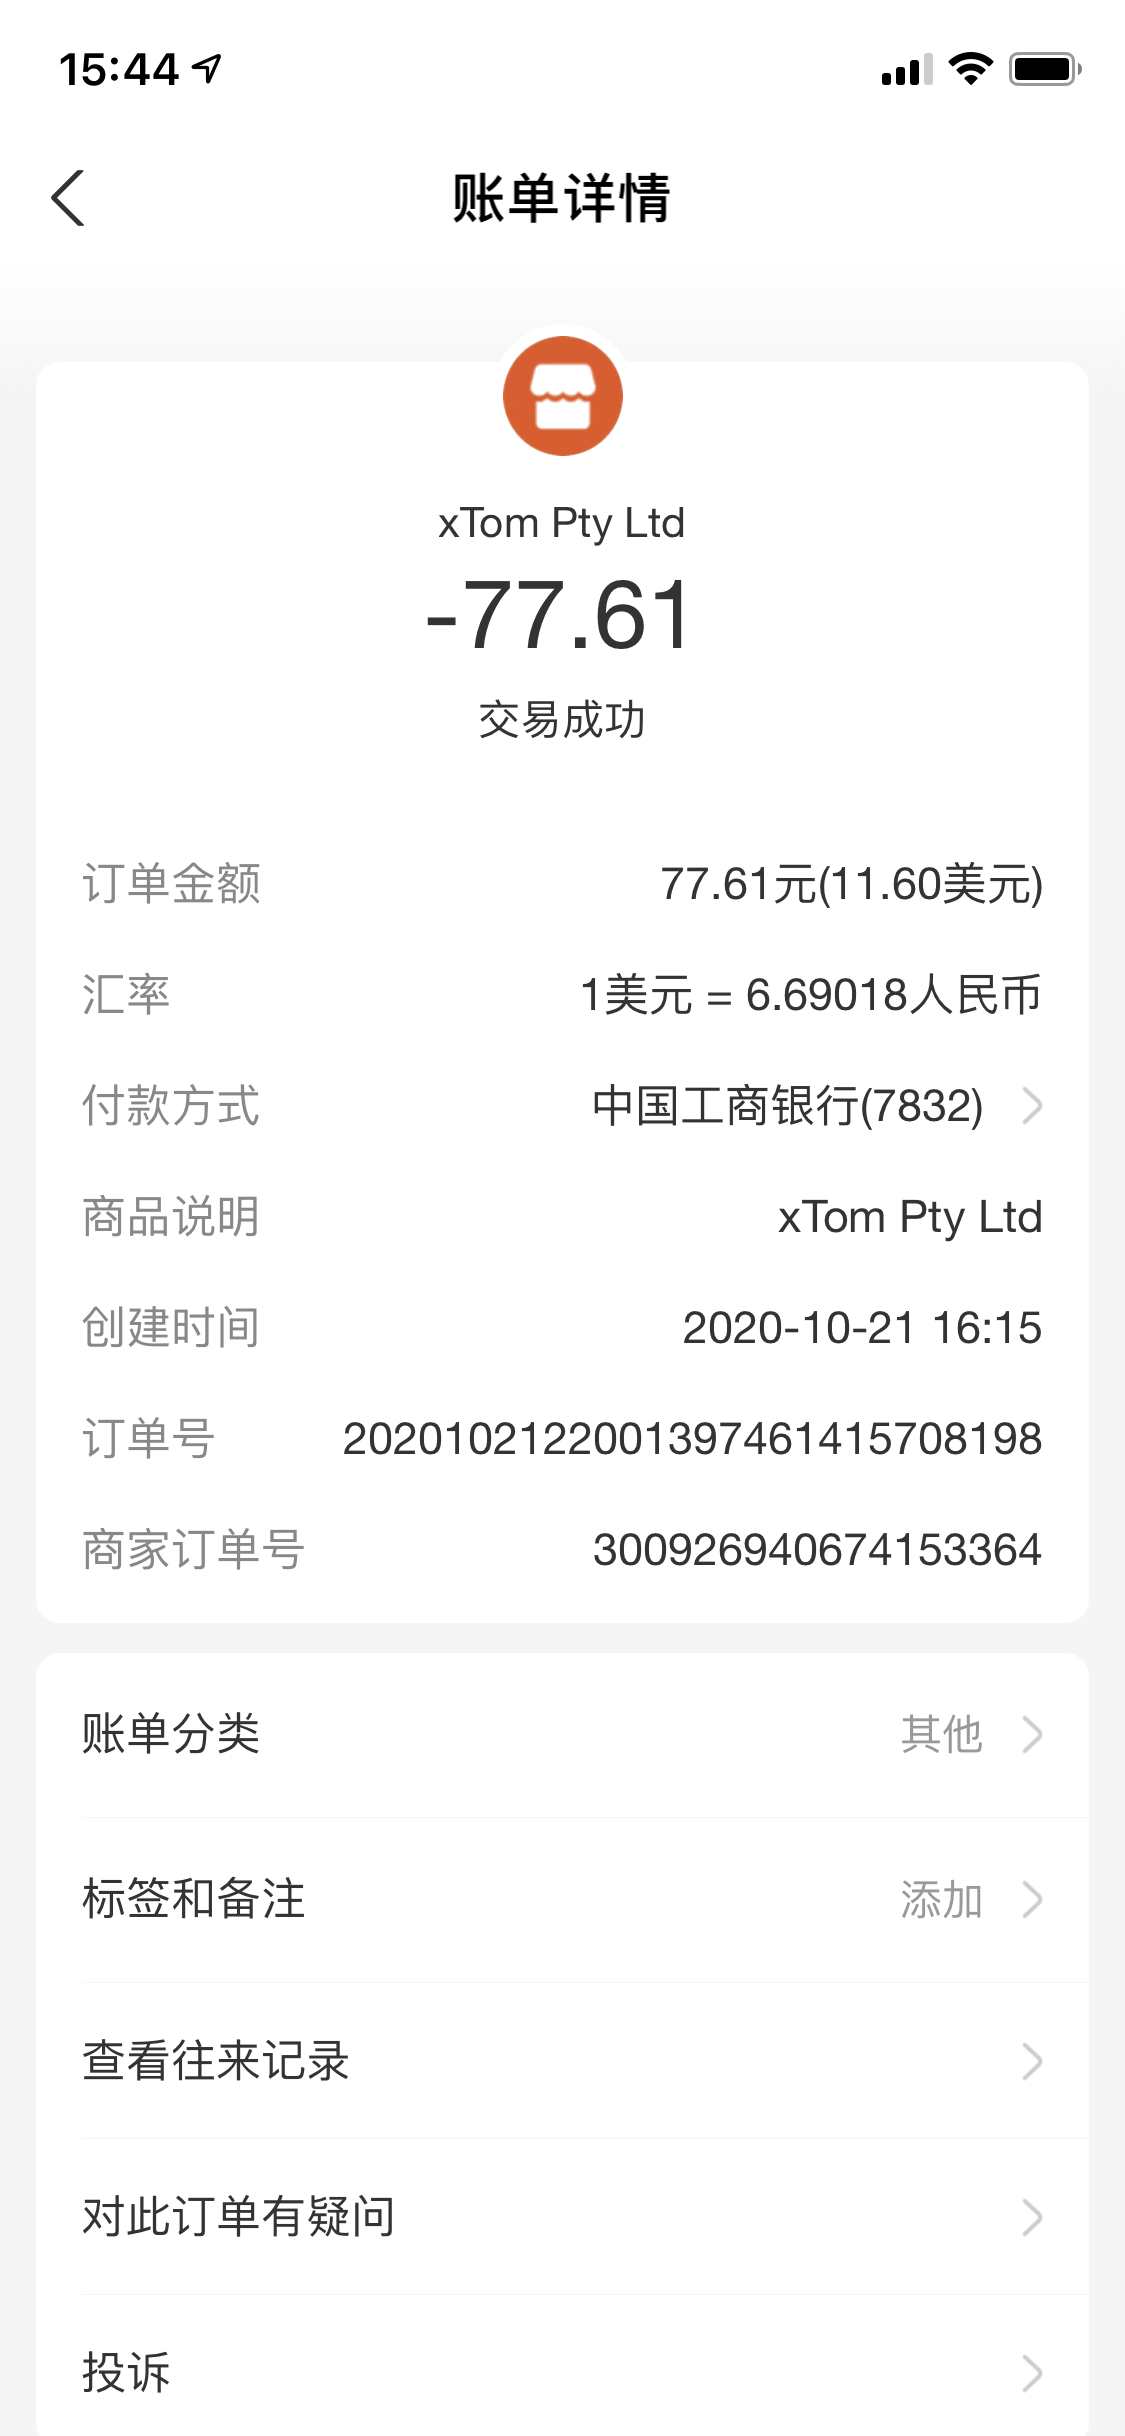 15:44
账单详情
xTom Pty Ltd
-77.61
交易成功
订单金额 77.61元(11.60美元)
汇率 1美元 = 6.69018人民币
付款方式 中国工商银行(7832)
商品说明 xTom Pty Ltd
创建时间 2020-10-21 16:15
订单号 2020102122001397461415708198
商家订单号 300926940674153364
账单分类 其他
标签和备注 添加
查看往来记录
对此订单有疑问
投诉